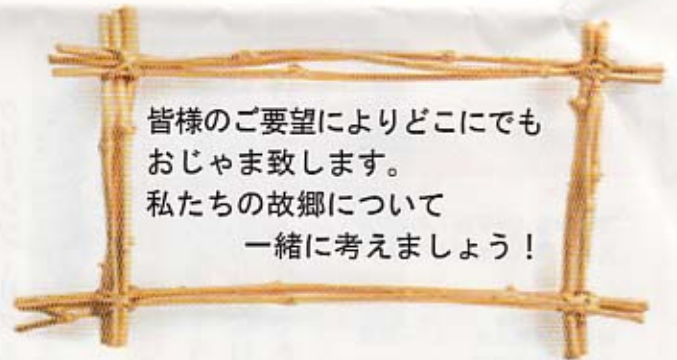 皆様のご要望によりどこにでも
おじゃま致します。
私たちの故郷について
一緒に考えましょう！